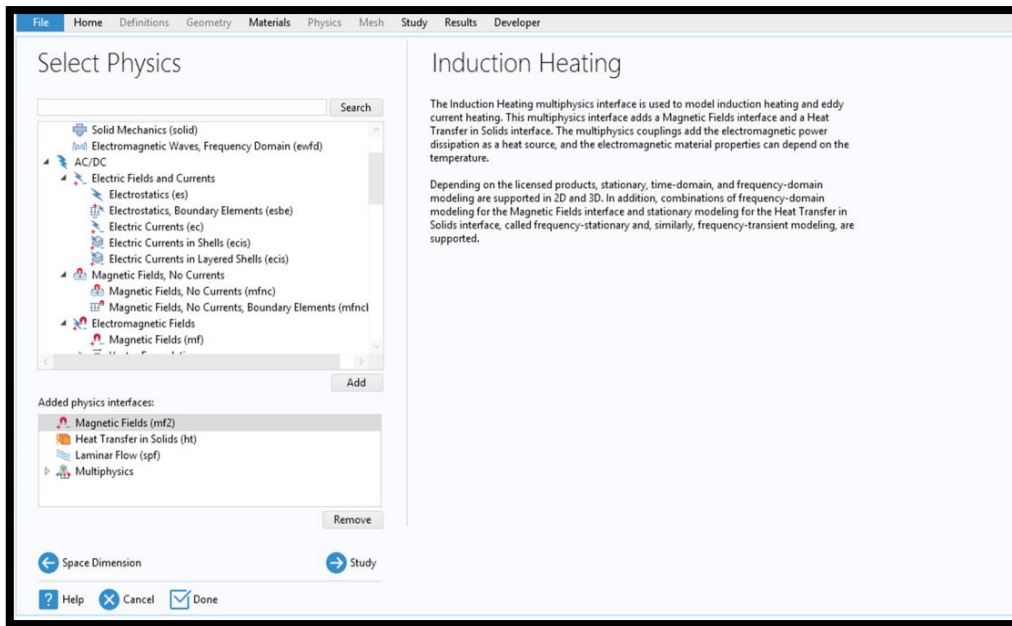 File Home Definitions Geometry Materials Physics Mesh Study Results Developer
Select Physics
Search
Solid Mechanics (solid)
Electromagnetic Waves, Frequency Domain (ewfd)
AC/DC
Electric Fields and Currents
Electrostatics (es)
Electrostatics, Boundary Elements (esbe)
Electric Currents (ec)
Electric Currents in Shells (ecis)
Electric Currents in Layered Shells (ecis)
Magnetic Fields, No Currents
Magnetic Fields, No Currents (mfnc)
Magnetic Fields, No Currents, Boundary Elements
Electromagnetic Fields
Magnetic Fields (mf)
Add
Added physics interfaces:
Magnetic Fields (mf2)
Heat Transfer in Solids (ht)
Laminar Flow (spf)
Multiphysics
Remove
Space Dimension
Study
Help Cancel Done
Induction Heating
The Induction Heating multiphysics interface is used to model induction heating and eddy
current heating. This multiphysics interface adds a Magnetic Fields interface and a Heat
Transfer in Solids interface. The multiphysics couplings add the electromagnetic power
dissipation as a heat source, and the electromagnetic material properties can depend on the
temperature.
Depending on the licensed products, stationary, time-domain, and frequency-domain
modeling are supported in 2D and 3D. In addition, combinations of frequency-domain
modeling for the Magnetic Fields interface and stationary modeling for the Heat Transfer in
Solids interface, called frequency-stationary and, similarly, frequency-transient modeling, are
supported.